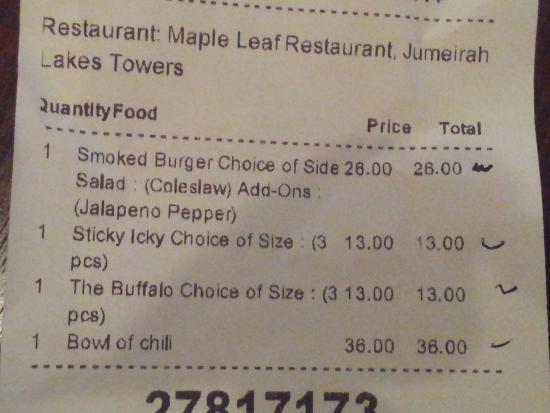 Restaurant: Maple Leaf Restaurant, Jumeirah
Lakes Towers
Quantity Food Price Total
1 Smoked Burger Choice of Side 26.00 26.00
Salad : (Coleslaw) Add-Ons :
(Jalapeno Pepper)
1 Sticky Icky Choice of Size : (3 13.00 13.00
pcs)
1 The Buffalo Choice of Size : (3 13.00 13.00
pcs)
1 Bowl of chili 36.00 36.00
27817173